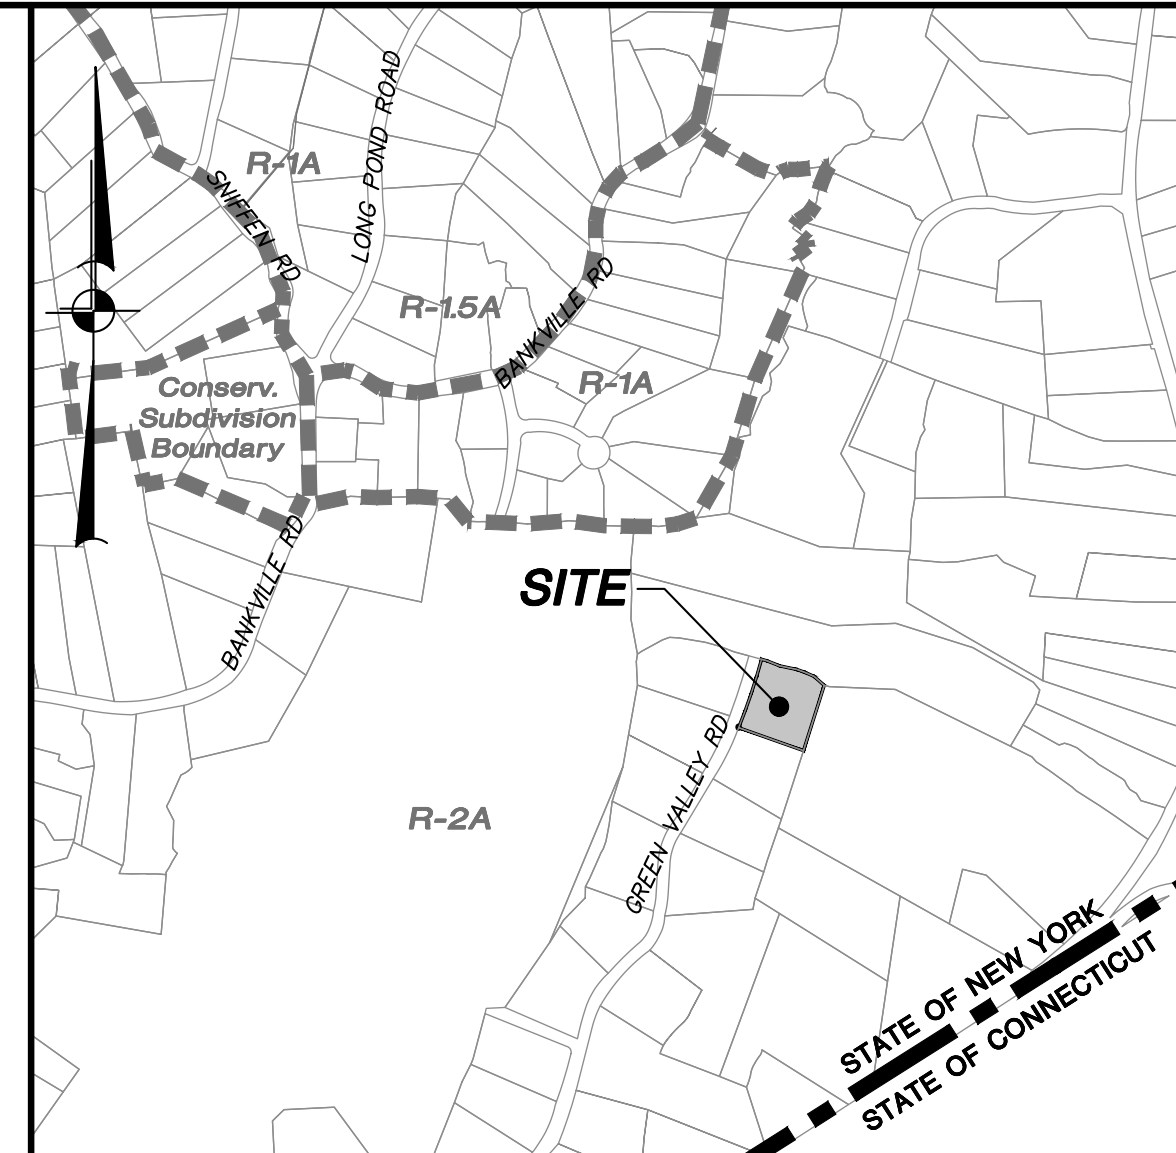 LONG POND ROAD
R-1A
SNIFFEN RD
R-1.5A
BANKVILLE RD
R-1A
Conserv.
Subdivision
Boundary
BANKVILLE RD
SITE
GREEN VALLEY RD
R-2A
STATE OF NEW YORK
STATE OF CONNECTICUT